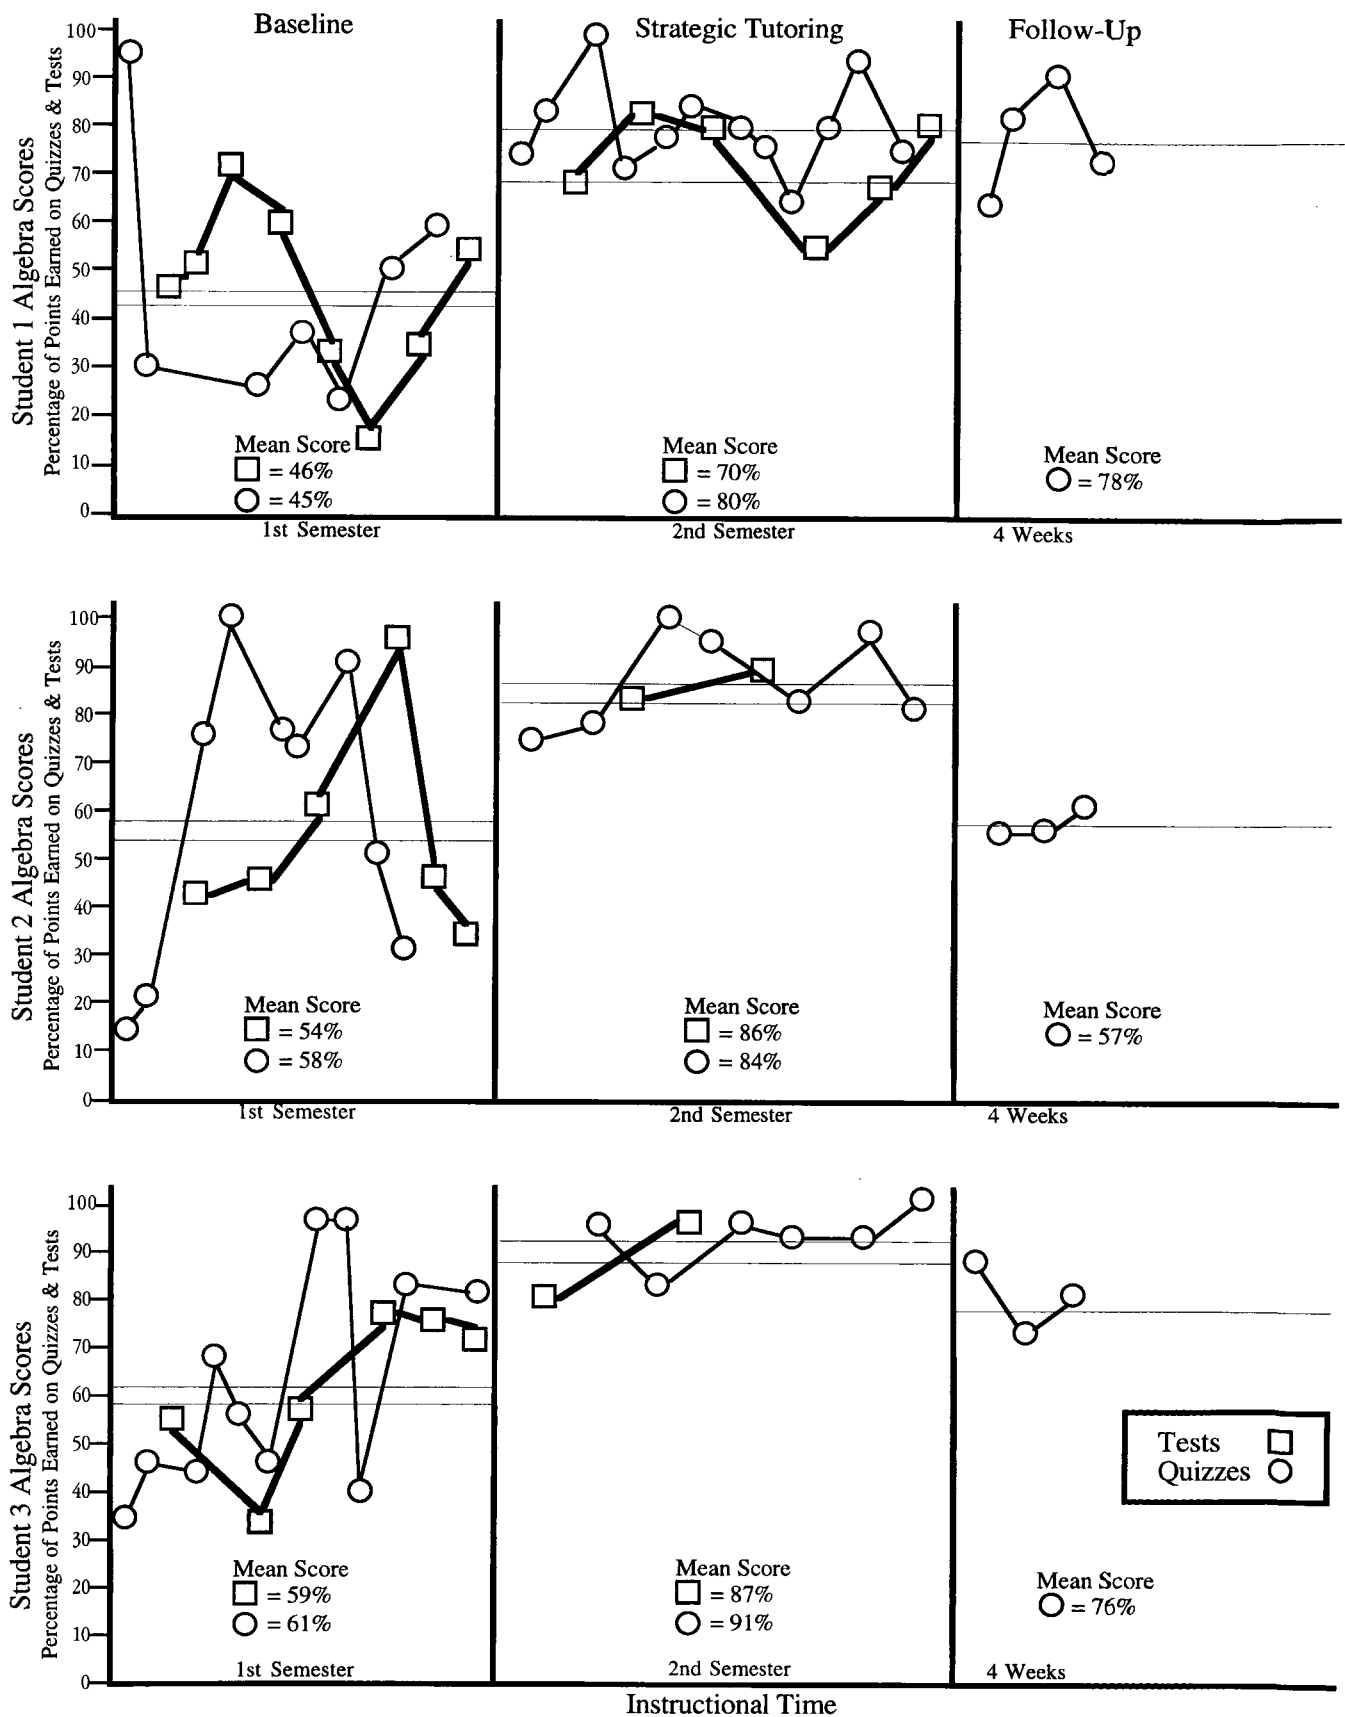 Baseline
Strategic Tutoring
Follow-Up
Student 1 Algebra Scores
Percentage of Points Earned on Quizzes & Tests
100
90
80
70
60
50
40
30
20
10
0
Mean Score
= 46%
= 45%
Mean Score
= 70%
= 80%
Mean Score
= 78%
1st Semester
2nd Semester
4 Weeks
Student 2 Algebra Scores
Percentage of Points Earned on Quizzes & Tests
100
90
80
70
60
50
40
30
20
10
0
Mean Score
= 54%
= 58%
Mean Score
= 86%
= 84%
Mean Score
= 57%
1st Semester
2nd Semester
4 Weeks
Student 3 Algebra Scores
Percentage of Points Earned on Quizzes & Tests
100
90
80
70
60
50
40
30
20
10
0
Tests
Quizzes
Mean Score
= 59%
= 61%
Mean Score
= 87%
= 91%
Mean Score
= 76%
1st Semester
2nd Semester
4 Weeks
Instructional Time